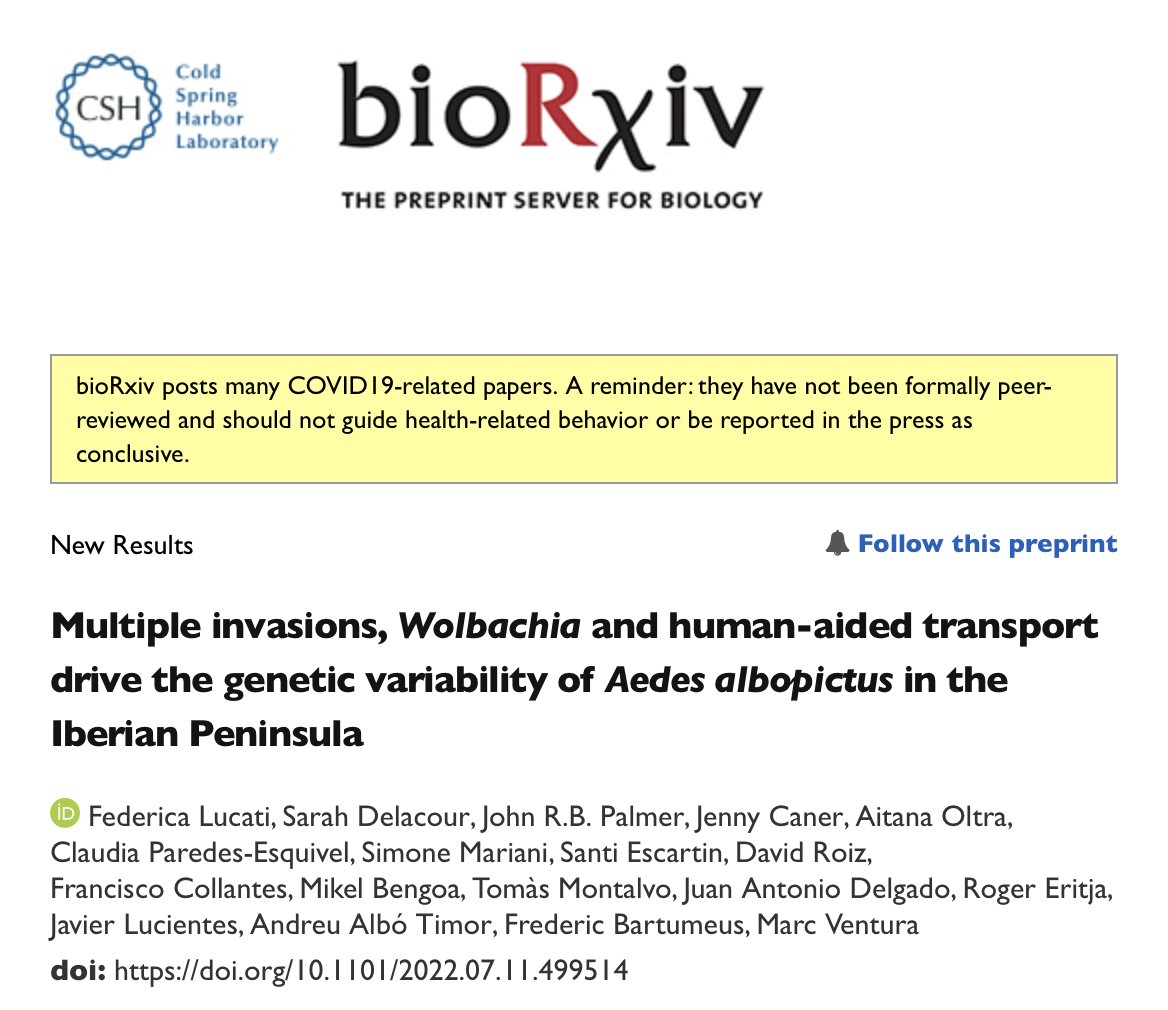 CSH
Cold
Spring
Harbor
Laboratory
bioRχiv
THE PREPRINT SERVER FOR BIOLOGY
bioRxiv posts many COVID19-related papers. A reminder: they have not been formally peer-
reviewed and should not guide health-related behavior or be reported in the press as
conclusive.
New Results
Follow this preprint
Multiple invasions, Wolbachia and human-aided transport
drive the genetic variability of Aedes albopictus in the
Iberian Peninsula
iD Federica Lucati, Sarah Delacour, John R.B. Palmer, Jenny Caner, Aitana Oltra,
Claudia Paredes-Esquivel, Simone Mariani, Santi Escartin, David Roiz,
Francisco Collantes, Mikel Bengoa, Tomàs Montalvo, Juan Antonio Delgado, Roger Eritja,
Javier Lucientes, Andreu Albó Timor, Frederic Bartumeus, Marc Ventura
doi: https://doi.org/10.1101/2022.07.11.499514